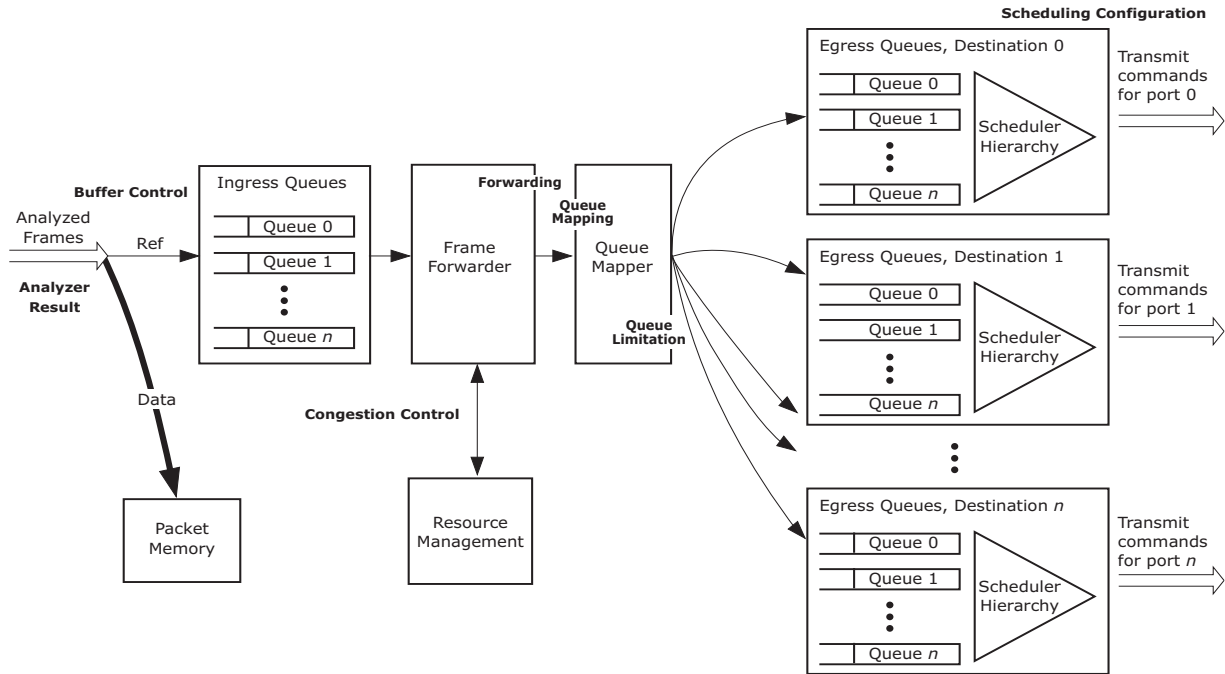 Scheduling Configuration
Egress Queues, Destination 0
Queue 0
Queue 1
Queue n
Scheduler
Hierarchy
Transmit
commands
for port 0
Buffer Control
Analyzed
Frames
Ref
Analyzer
Result
Data
Packet
Memory
Ingress Queues
Queue 0
Queue 1
Queue n
Forwarding
Frame
Forwarder
Congestion Control
Resource
Management
Queue
Mapping
Queue
Mapper
Queue
Limitation
Egress Queues, Destination 1
Queue 0
Queue 1
Queue n
Scheduler
Hierarchy
Transmit
commands
for port 1
Egress Queues, Destination n
Queue 0
Queue 1
Queue n
Scheduler
Hierarchy
Transmit
commands
for port n